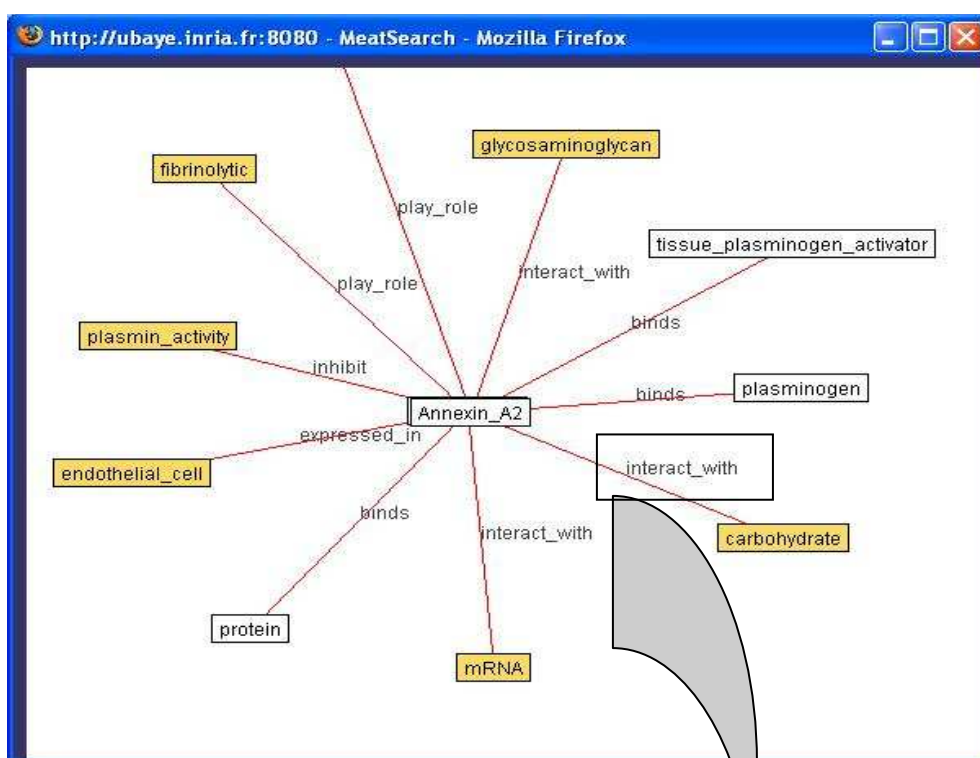 http://ubaye.inria.fr:8080 - MeatSearch - Mozilla Firefox
glycosaminoglycan
fibrinolytic
play_role
tissue_plasminogen_activator
interact_with
play_role
binds
plasmin_activity
inhibit
plasminogen
binds
Annexin_A2
expressed_in
interact_with
endothelial_cell
binds
interact_with
carbohydrate
protein
mRNA